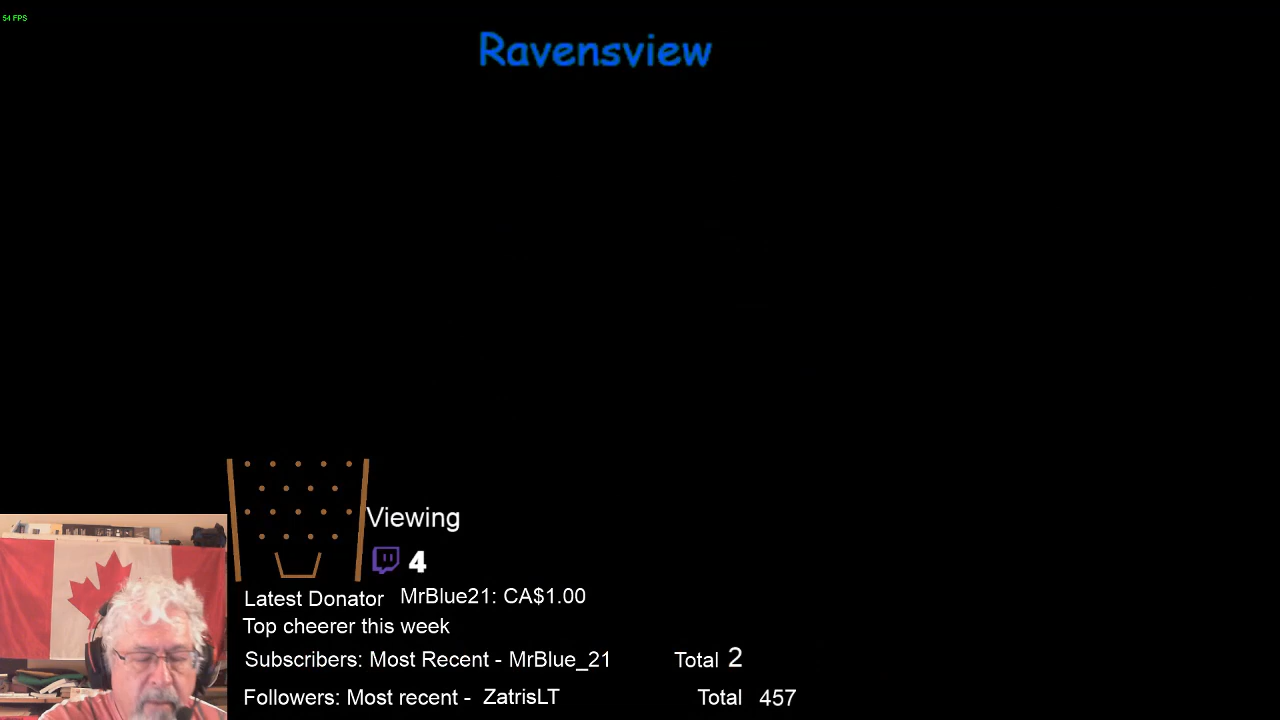 54 FPS
Ravensview
Viewing
4
Latest Donator MrBlue21: CA$1.00
Top cheerer this week
Subscribers: Most Recent - MrBlue_21 Total 2
Followers: Most recent - ZatrisLT Total 457